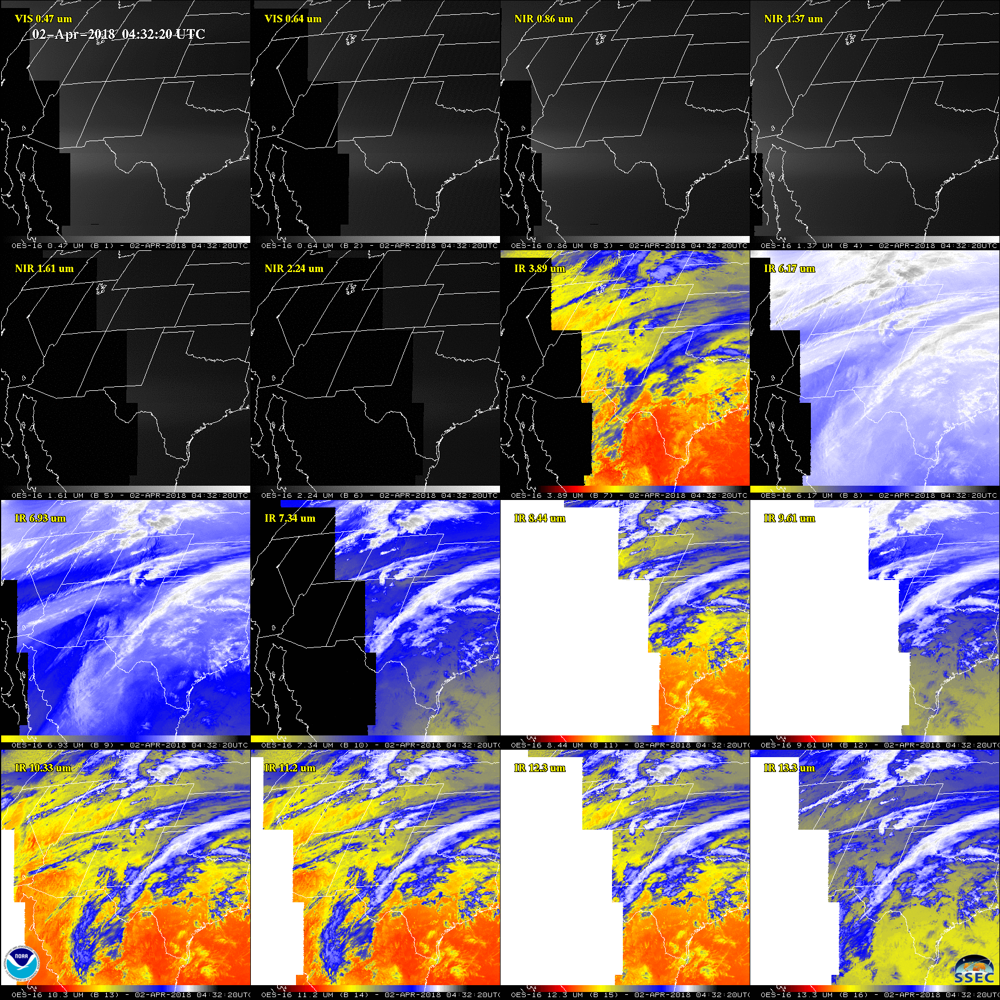 VIS 0.47 um
VIS 0.64 um
NIR 0.86 um
NIR 1.37 um
02-Apr-2018 04:32:20 UTC
OES-16 0.47 UM (B 1) - 02-APR-2018 04:32:20UTC
OES-16 0.64 UM (B 2) - 02-APR-2018 04:32:20UTC
OES-16 0.86 UM (B 3) - 02-APR-2018 04:32:20UTC
OES-16 1.37 UM (B 4) - 02-APR-2018 04:32:20UTC
NIR 1.61 um
NIR 2.24 um
IR 3.89 um
IR 6.17 um
OES-16 1.61 UM (B 5) - 02-APR-2018 04:32:20UTC
OES-16 2.24 UM (B 6) - 02-APR-2018 04:32:20UTC
OES-16 3.89 UM (B 7) - 02-APR-2018 04:32:20UTC
OES-16 6.17 UM (B 8) - 02-APR-2018 04:32:20UTC
IR 6.93 um
IR 7.34 um
IR 8.44 um
IR 9.61 um
OES-16 6.93 UM (B 9) - 02-APR-2018 04:32:20UTC
OES-16 7.34 UM (B 10) - 02-APR-2018 04:32:20UTC
OES-16 8.44 UM (B 11) - 02-APR-2018 04:32:20UTC
OES-16 9.61 UM (B 12) - 02-APR-2018 04:32:20UTC
IR 10.33 um
IR 11.2 um
IR 12.3 um
IR 13.3 um
NOAA
SSEC
OES-16 10.3 UM (B 13) - 02-APR-2018 04:32:20UTC
OES-16 11.2 UM (B 14) - 02-APR-2018 04:32:20UTC
OES-16 12.3 UM (B 15) - 02-APR-2018 04:32:20UTC
OES-16 13.3 UM (B 16) - 02-APR-2018 04:32:20UTC